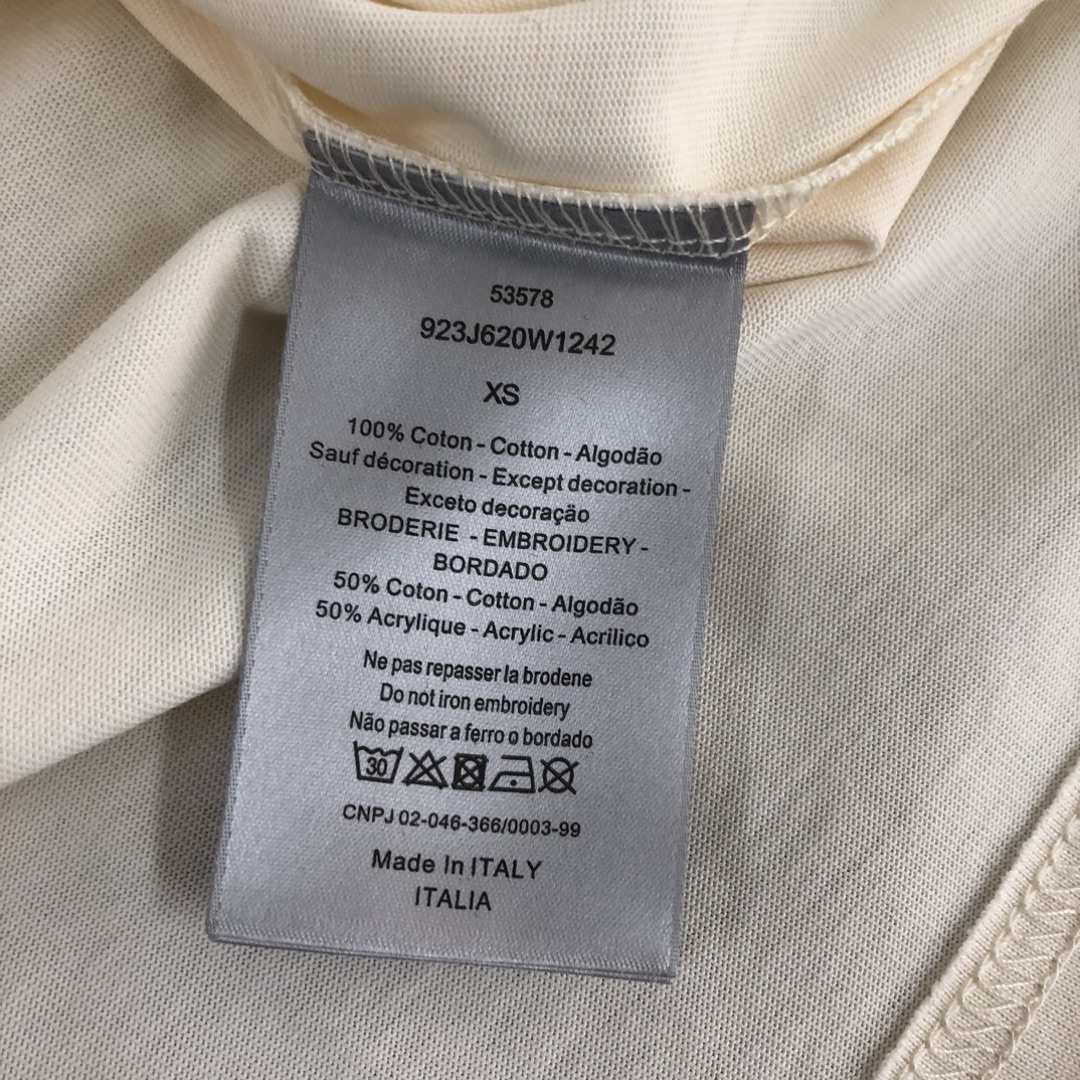 53578
923J620W1242
XS
100% Coton - Cotton - Algodão
Sauf décoration - Except decoration -
Exceto decoração
BRODERIE - EMBROIDERY -
BORDADO
50% Coton - Cotton - Algodão
50% Acrylique - Acrylic - Acrilico
Ne pas repasser la brodene
Do not iron embroidery
Não passar a ferro o bordado
30
CNPJ 02-046-366/0003-99
Made In ITALY
ITALIA